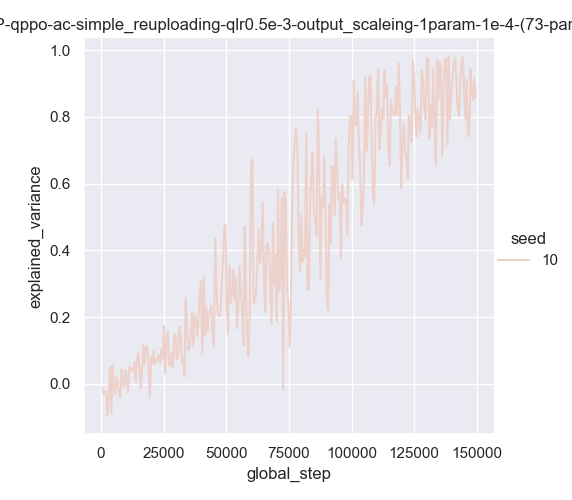 P-qppo-ac-simple_reuploading-qlr0.5e-3-output_scaleing-1param-1e-4-(73-par
1.0
0.8
0.6
0.4
0.2
0.0
explained_variance
seed
10
0 25000 50000 75000 100000 125000 150000
global_step